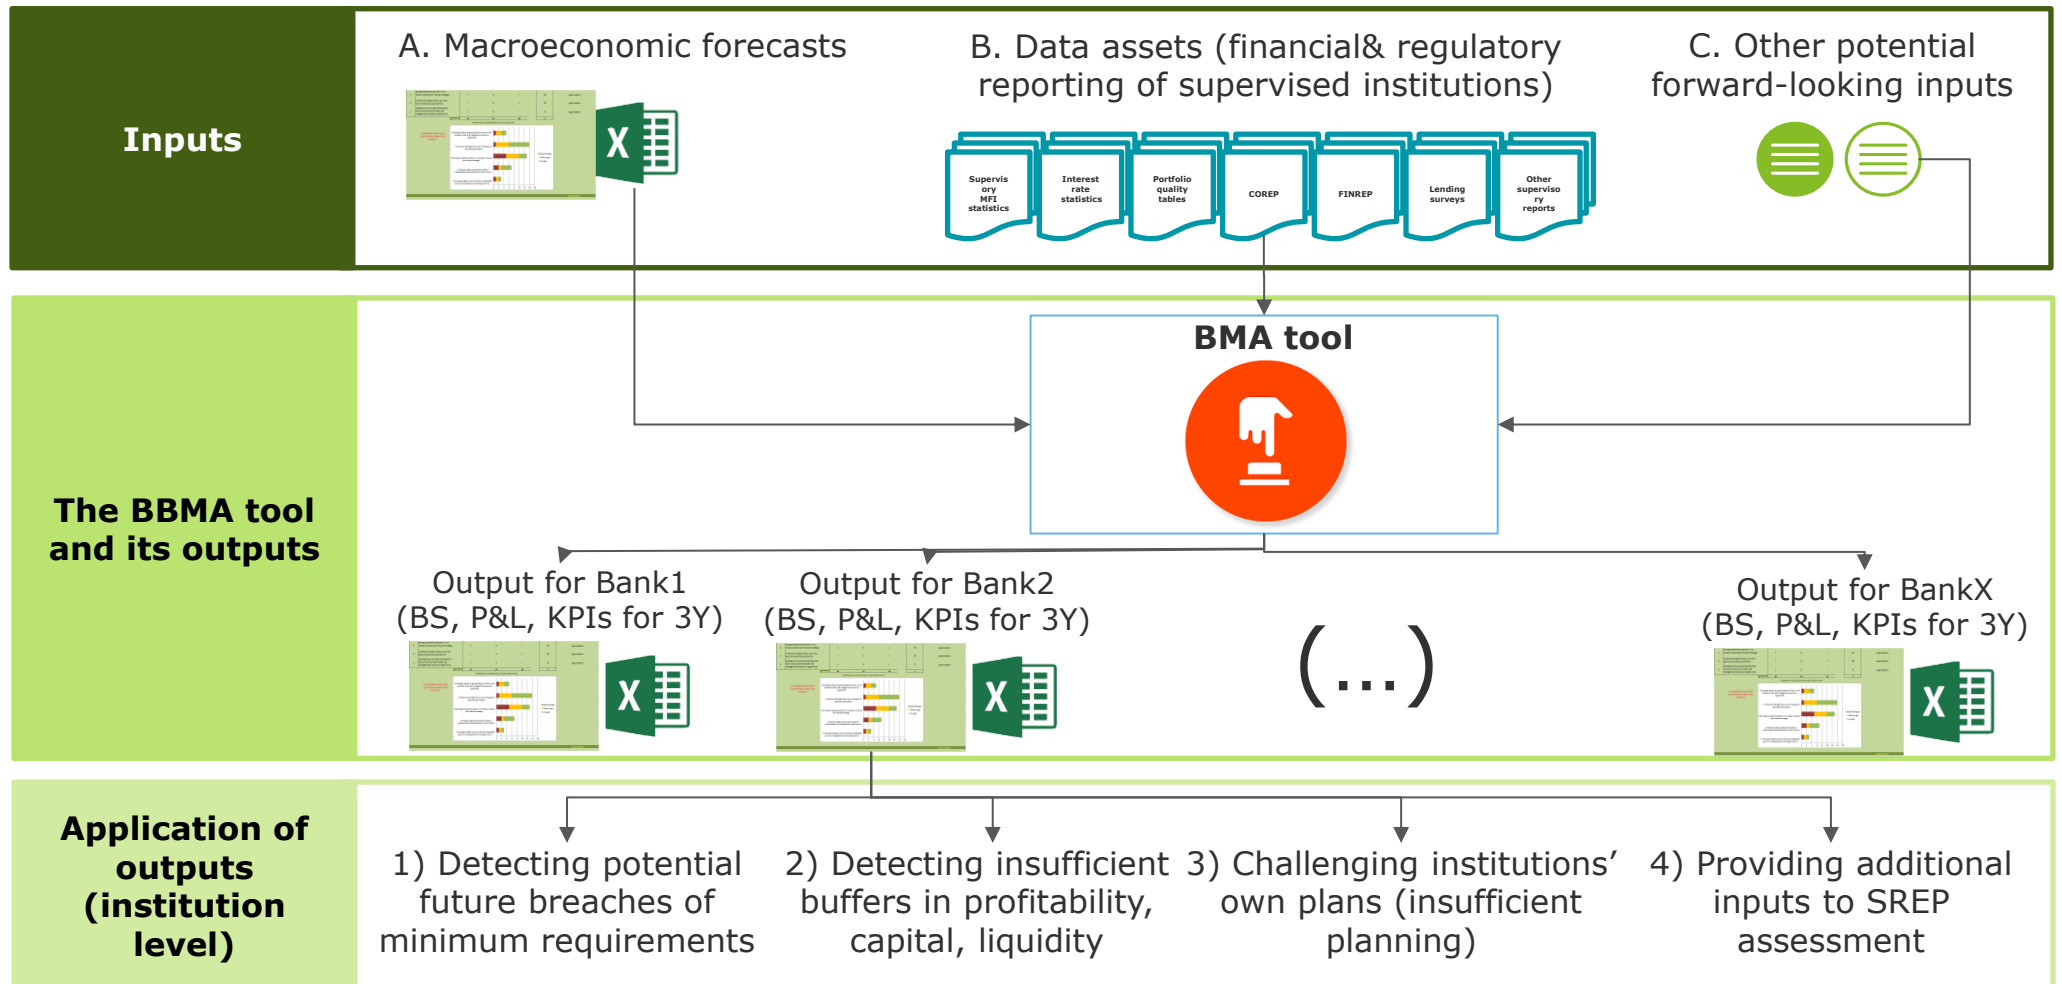 Inputs
A. Macroeconomic forecasts
B. Data assets (financial& regulatory
reporting of supervised institutions)
C. Other potential
forward-looking inputs
X
Supervis
ory
MFI
statistics
Interest
rate
statistics
Portfolio
quality
tables
COREP
FINREP
Lending
surveys
Other
superviso
ry
reports
The BBMA tool
and its outputs
BMA tool
Output for Bank1
(BS, P&L, KPIs for 3Y)
X
Output for Bank2
(BS, P&L, KPIs for 3Y)
X
(...)
Output for BankX
(BS, P&L, KPIs for 3Y)
X
Application of
outputs
(institution
level)
1) Detecting potential
future breaches of
minimum requirements
2) Detecting insufficient
buffers in profitability,
capital, liquidity
3) Challenging institutions’
own plans (insufficient
planning)
4) Providing additional
inputs to SREP
assessment